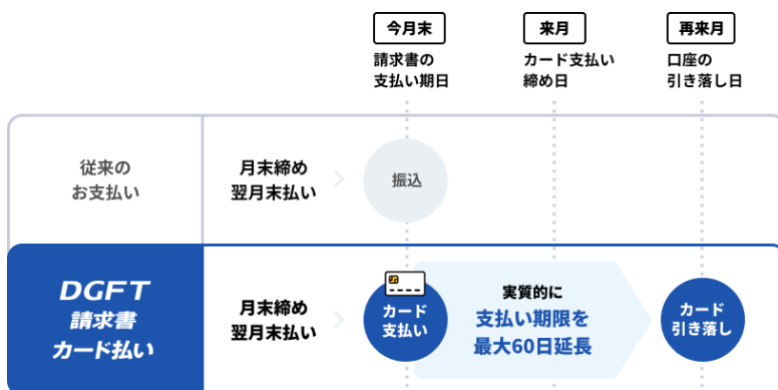 今月末
請求書の
支払い期日
来月
カード支払い
締め日
再来月
口座の
引き落し日
従来の
お支払い
月末締め
翌月末払い
振込
DGFT
請求書
カード払い
月末締め
翌月末払い
カード
支払い
実質的に
支払い期限を
最大60日延長
カード
引き落し